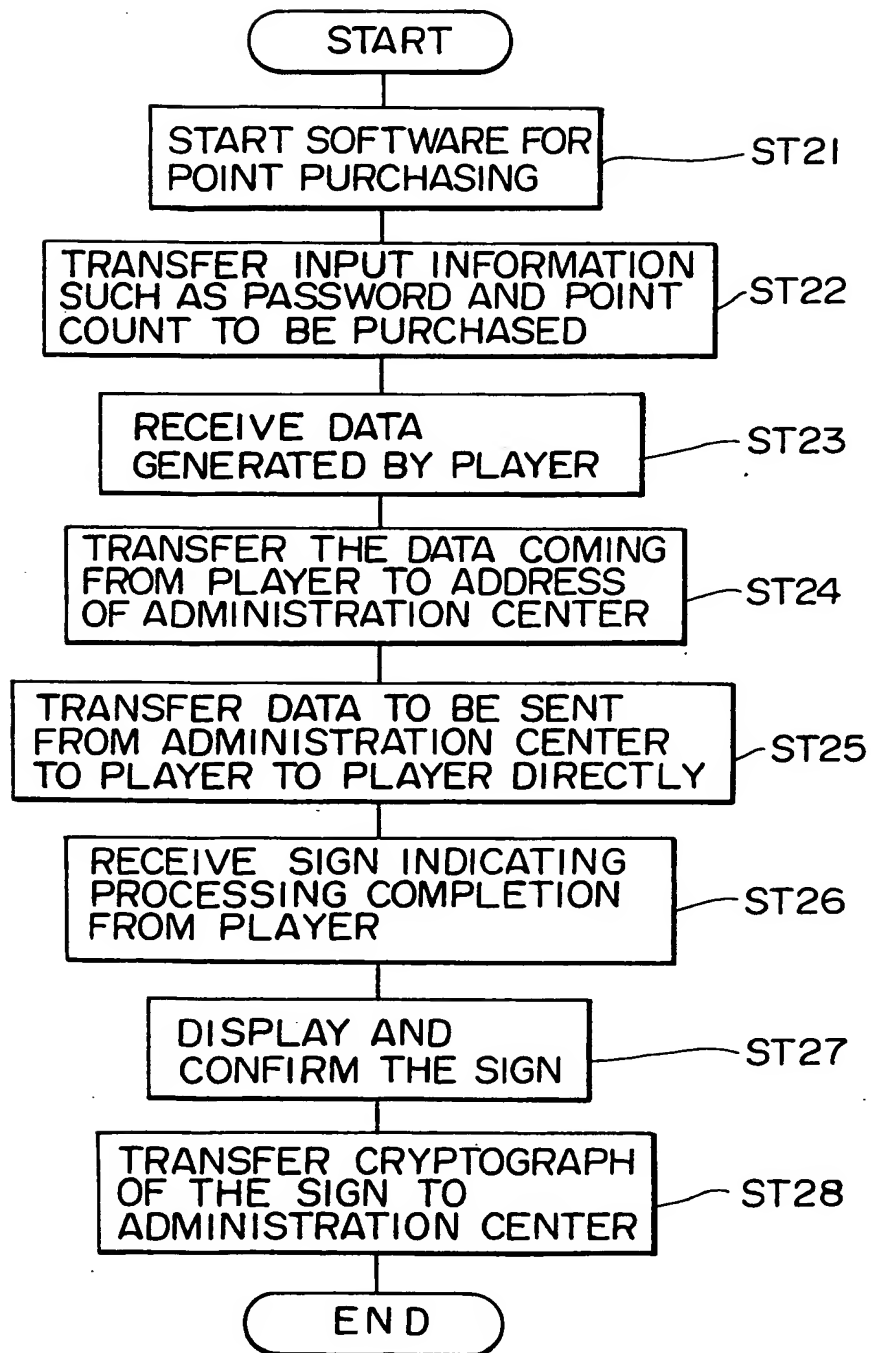 START
START SOFTWARE FOR
POINT PURCHASING
ST21
TRANSFER INPUT INFORMATION
SUCH AS PASSWORD AND POINT
COUNT TO BE PURCHASED
ST22
RECEIVE DATA
GENERATED BY PLAYER
ST23
TRANSFER THE DATA COMING
FROM PLAYER TO ADDRESS
OF ADMINISTRATION CENTER
ST24
TRANSFER DATA TO BE SENT
FROM ADMINISTRATION CENTER
TO PLAYER TO PLAYER DIRECTLY
ST25
RECEIVE SIGN INDICATING
PROCESSING COMPLETION
FROM PLAYER
ST26
DISPLAY AND
CONFIRM THE SIGN
ST27
TRANSFER CRYPTOGRAPH
OF THE SIGN TO
ADMINISTRATION CENTER
ST28
END